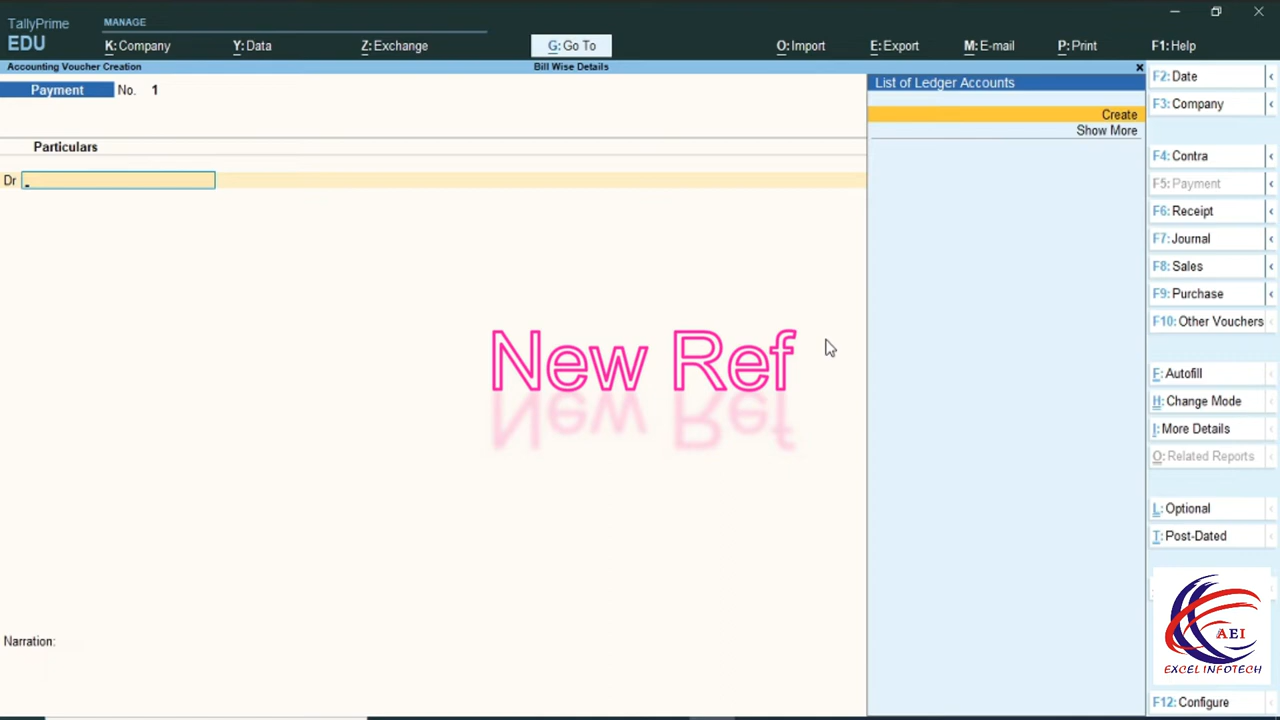 TallyPrime
EDU
MANAGE
K: Company
Y: Data
Z: Exchange
G: Go To
O: Import
E: Export
M: E-mail
P: Print
F1: Help
Accounting Voucher Creation
Bill Wise Details
Payment No. 1
Particulars
Dr
New Ref
Narration:
List of Ledger Accounts
Create
Show More
F2: Date
F3: Company
F4: Contra
F5: Payment
F6: Receipt
F7: Journal
F8: Sales
F9: Purchase
F10: Other Vouchers
E: Autofill
H: Change Mode
I: More Details
O: Related Reports
L: Optional
T: Post-Dated
AEI
EXCEL INFOTECH
F12: Configure